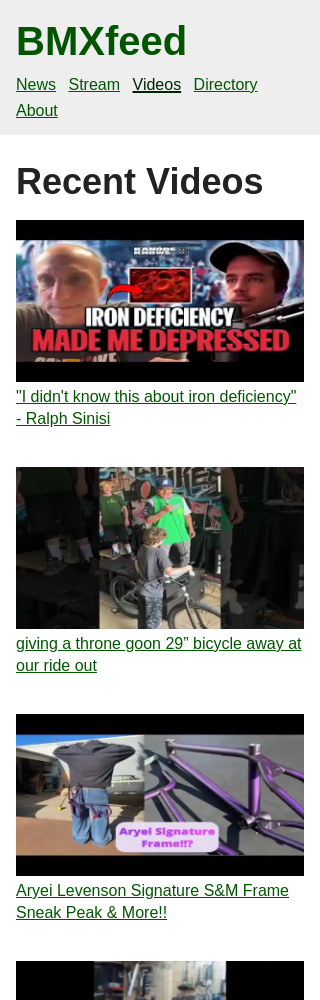 BMXfeed
News Stream Videos Directory
About
Recent Videos
IRON DEFICIENCY
MADE ME DEPRESSED
"I didn't know this about iron deficiency"
- Ralph Sinisi
giving a throne goon 29” bicycle away at
our ride out
Aryei Signature
Frame!!?
Aryei Levenson Signature S&M Frame
Sneak Peak & More!!